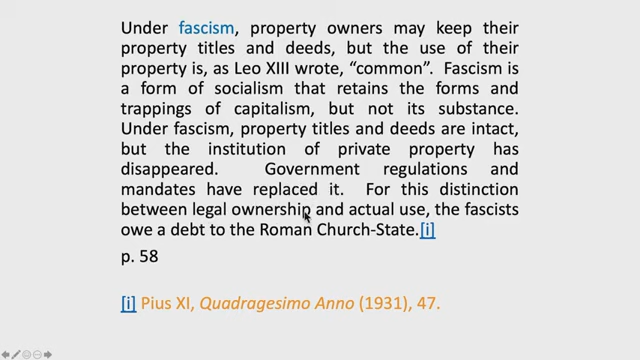 Under fascism, property owners may keep their
property titles and deeds, but the use of their
property is, as Leo XIII wrote, “common”. Fascism is
a form of socialism that retains the forms and
trappings of capitalism, but not its substance.
Under fascism, property titles and deeds are intact,
but the institution of private property has
disappeared. Government regulations and
mandates have replaced it. For this distinction
between legal ownership and actual use, the fascists
owe a debt to the Roman Church-State.[i]
p. 58
[i] Pius XI, Quadragesimo Anno (1931), 47.